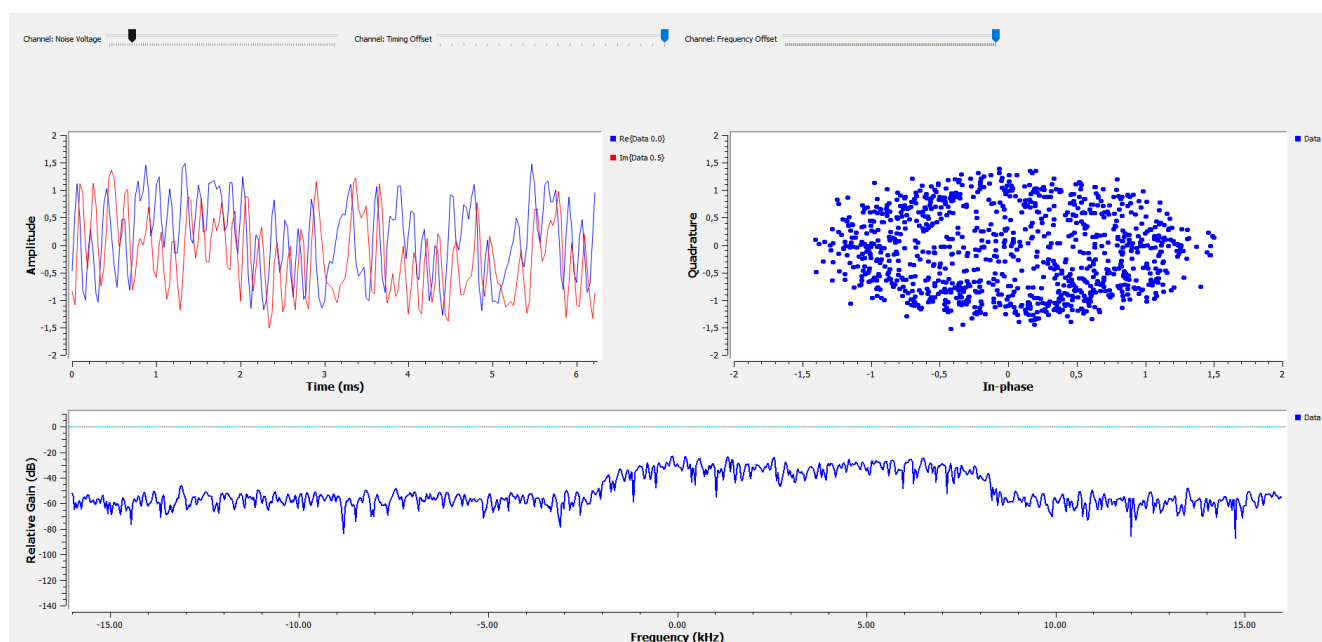 Channel: Noise Voltage
Channel: Timing Offset
Channel: Frequency Offset
2
1,5
1
0,5
0
-0,5
-1
-1,5
-2
Amplitude
0 1 2 3 4 5 6
Time (ms)
Re{Data 0.0}
Im{Data 0.5}
2
1,5
1
0,5
0
-0,5
-1
-1,5
-2
Quadrature
-2 -1,5 -1 -0,5 0 0,5 1 1,5 2
In-phase
Data
0
-20
-40
-60
-80
-100
-120
-140
Relative Gain (dB)
-15.00 -10.00 -5.00 0.00 5.00 10.00 15.00
Frequency (kHz)
Data